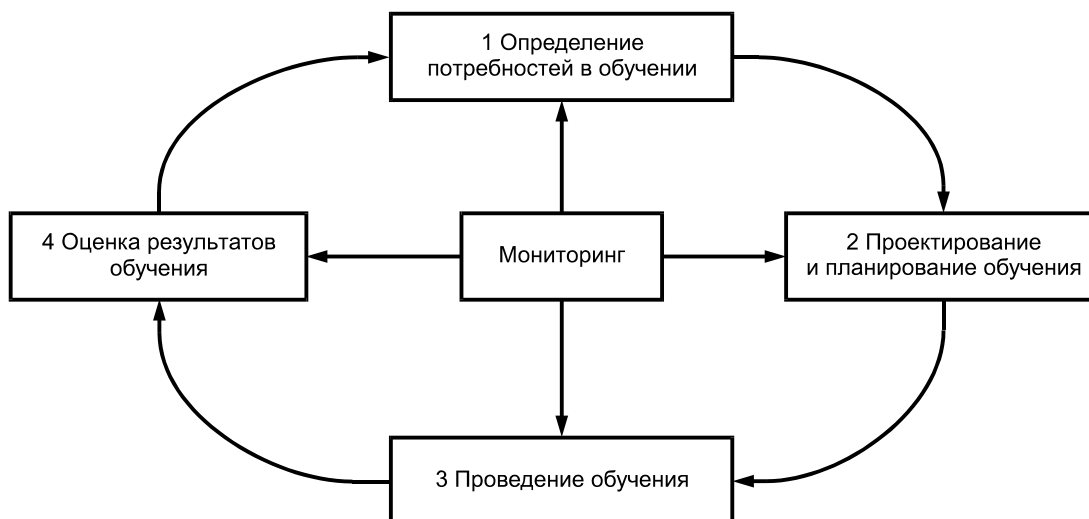 1 Определение
потребностей в обучении
4 Оценка результатов
обучения
Мониторинг
2 Проектирование
и планирование обучения
3 Проведение обучения